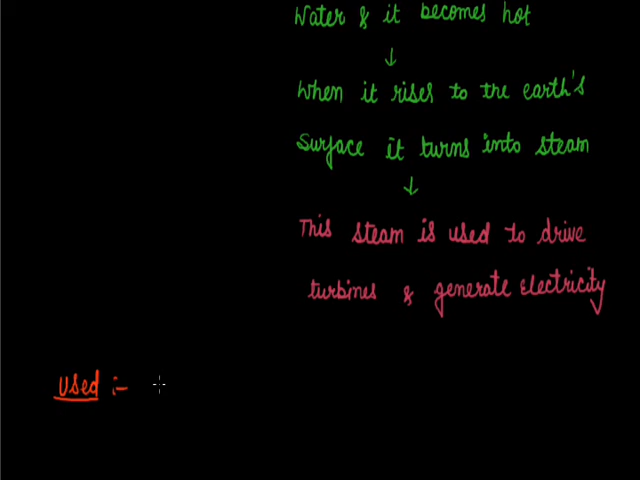 Water & it becomes hot
↓
When it rises to the earth's
Surface it turns into steam
↓
This steam is used to drive
turbines & generate electricity
Used :-